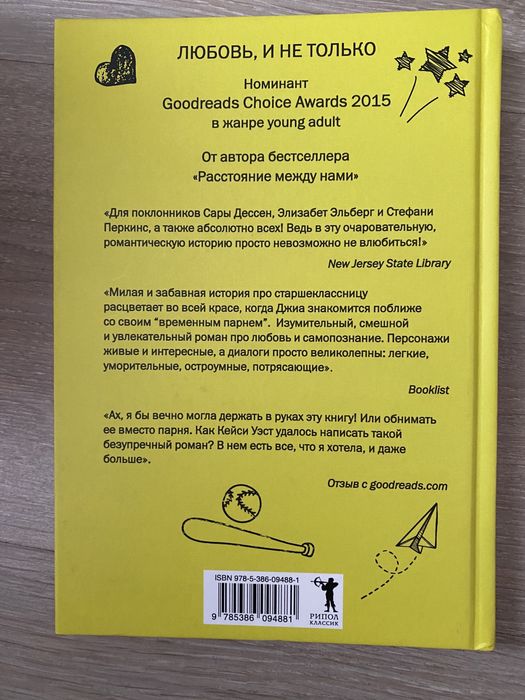 ЛЮБОВЬ, И НЕ ТОЛЬКО
Номинант
Goodreads Choice Awards 2015
в жанре young adult
От автора бестселлера
«Расстояние между нами»
«Для поклонников Сары Дессен, Элизабет Эльберг и Стефани
Перкинс, а также абсолютно всех! Ведь в эту очаровательную,
романтическую историю просто невозможно не влюбиться!»
New Jersey State Library
«Милая и забавная история про старшеклассницу
расцветает во всей красе, когда Джиа знакомится поближе
со своим “временным парнем”. Изумительный, смешной
и увлекательный роман про любовь и самопознание. Персонажи
живые и интересные, а диалоги просто великолепны: легкие,
уморительные, остроумные, потрясающие».
Booklist
«Ах, я бы вечно могла держать в руках эту книгу! Или обнимать
ее вместо парня. Как Кейси Уэст удалось написать такой
безупречный роман? В нем есть все, что я хотела, и даже
больше».
Отзыв с goodreads.com
ISBN 978-5-386-09488-1
9 785386 094881
РИПОЛ
КЛАССИК